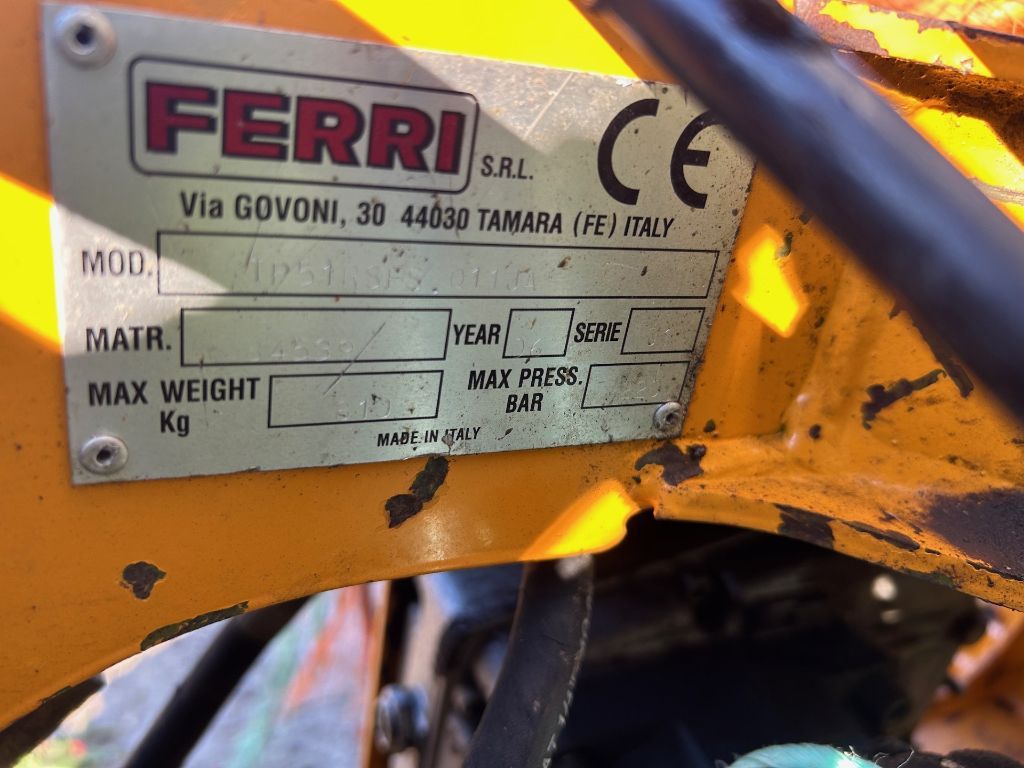 FERRI S.R.L. CE
Via GOVONI, 30 44030 TAMARA (FE) ITALY
MOD.
MATR. YEAR 06 SERIE
MAX WEIGHT Kg MAX PRESS. BAR
MADE IN ITALY